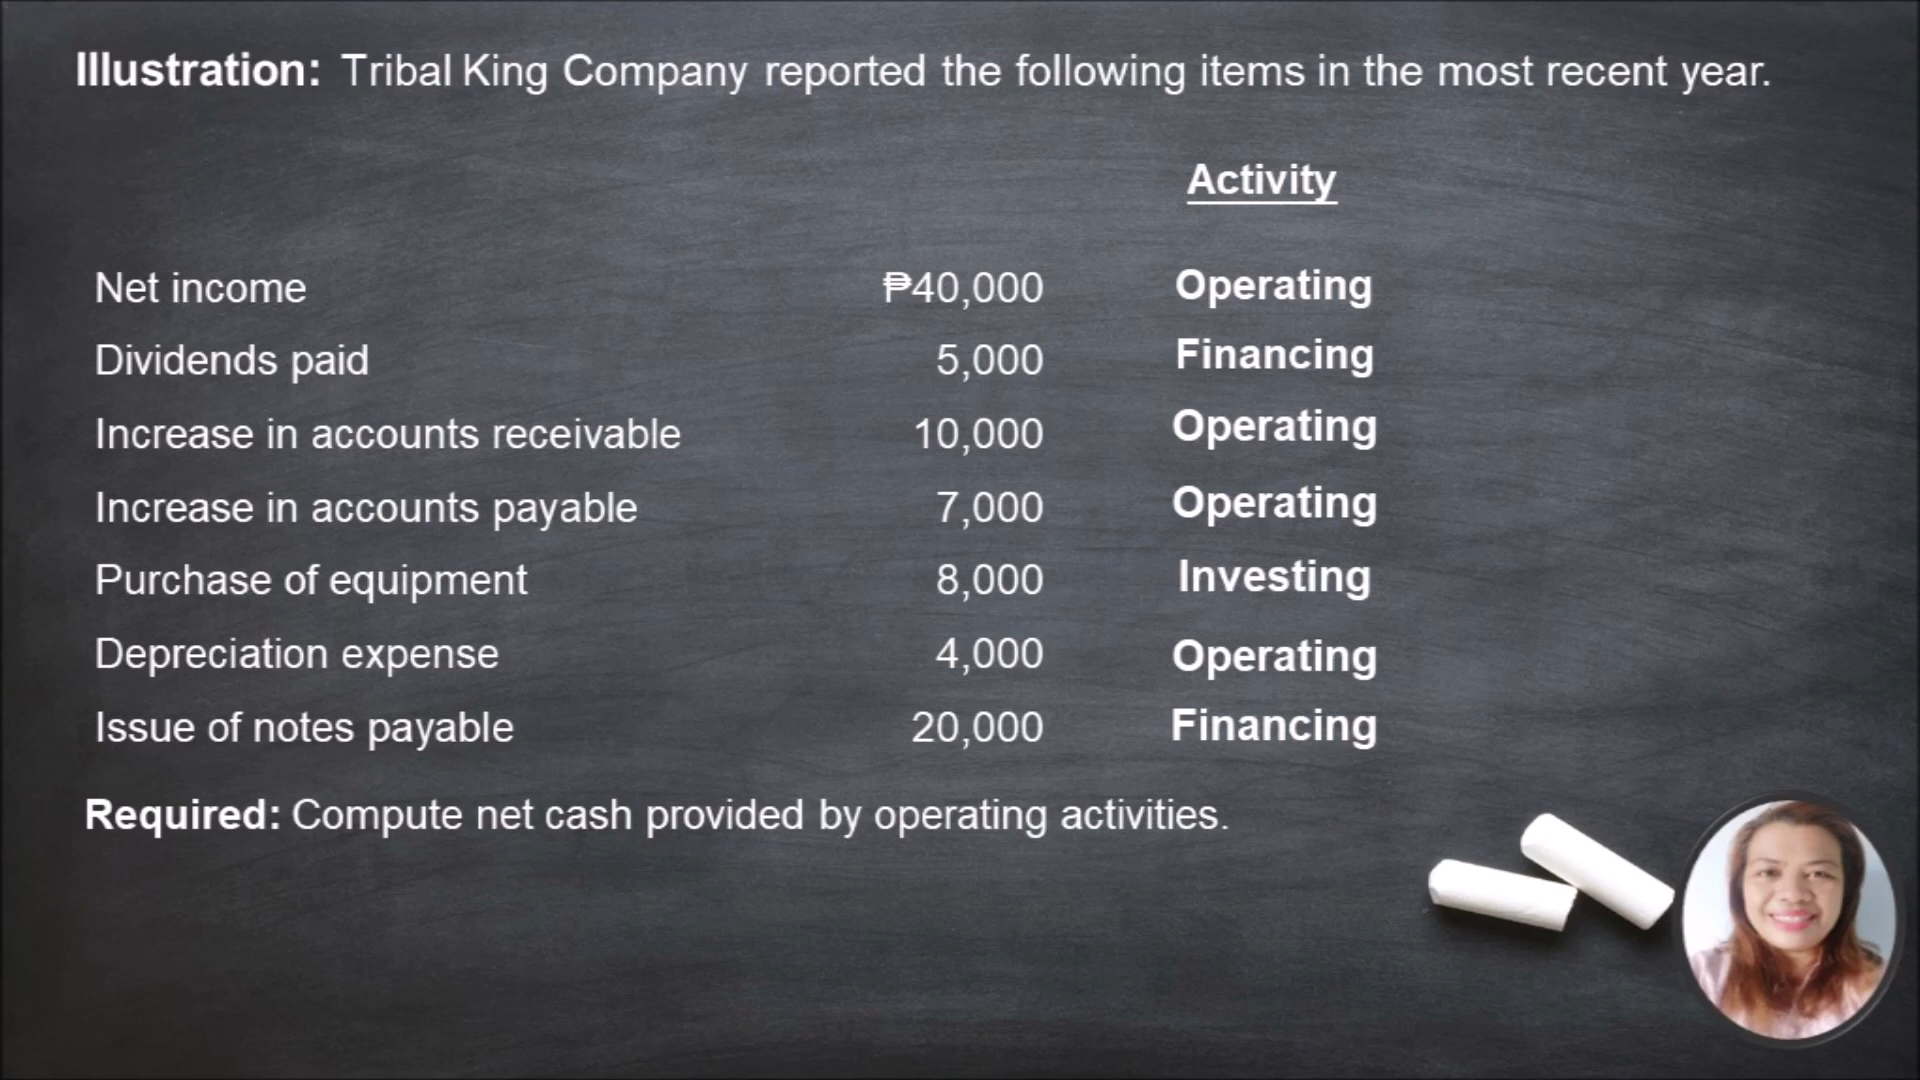 Illustration: Tribal King Company reported the following items in the most recent year.
Activity
Net income ₱40,000 Operating
Dividends paid 5,000 Financing
Increase in accounts receivable 10,000 Operating
Increase in accounts payable 7,000 Operating
Purchase of equipment 8,000 Investing
Depreciation expense 4,000 Operating
Issue of notes payable 20,000 Financing
Required: Compute net cash provided by operating activities.